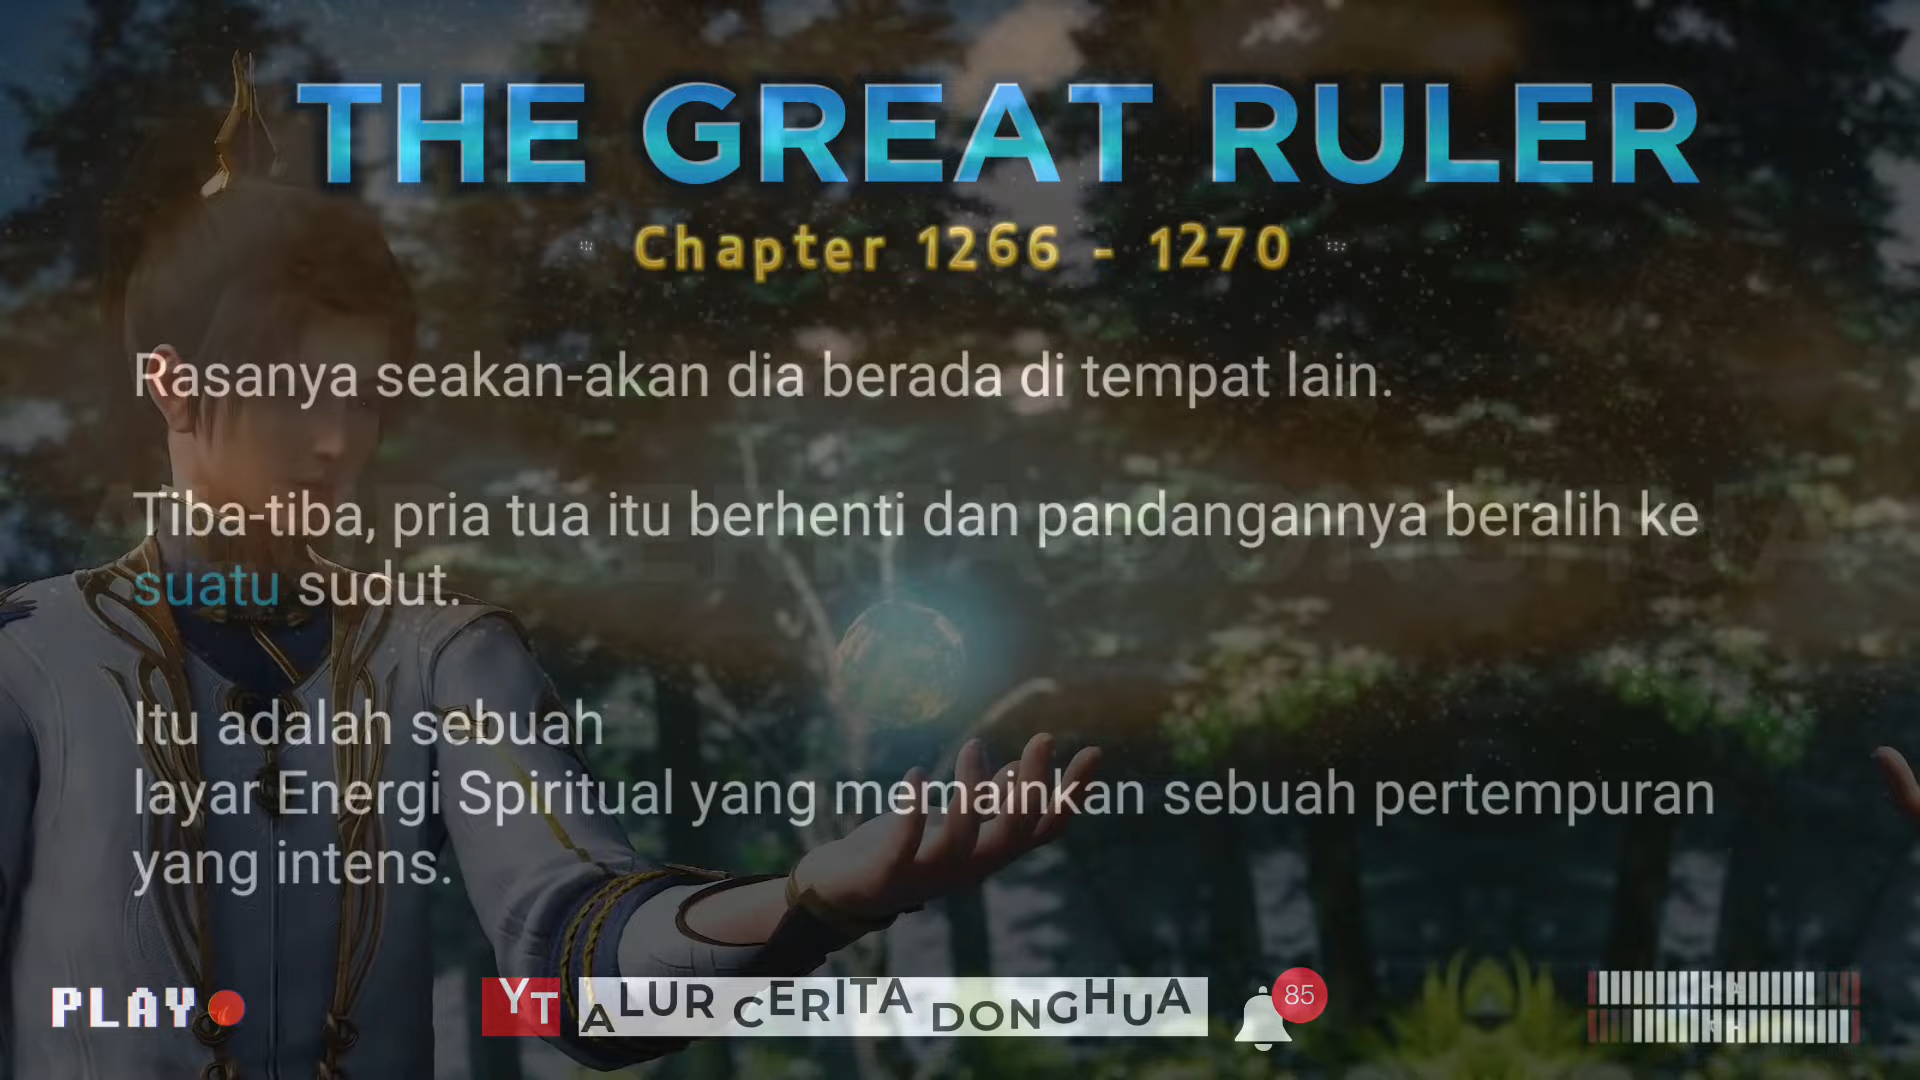 THE GREAT RULER
Chapter 1266 - 1270
Rasanya seakan-akan dia berada di tempat lain.
Tiba-tiba, pria tua itu berhenti dan pandangannya beralih ke
suatu sudut.
Itu adalah sebuah
layar Energi Spiritual yang memainkan sebuah pertempuran
yang intens.
PLAY
YT ALUR CERITA DONGHUA
85